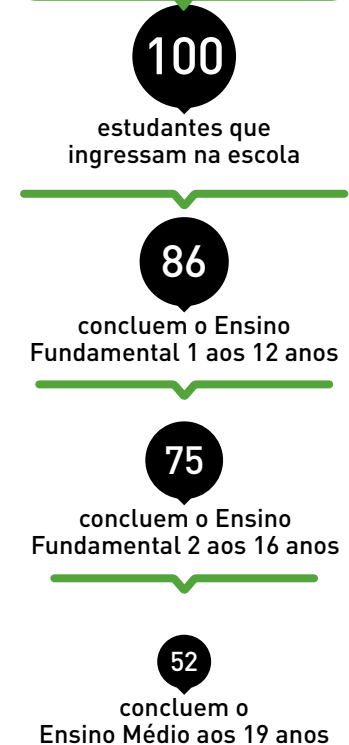 100
estudantes que
ingressam na escola
86
concluem o Ensino
Fundamental 1 aos 12 anos
75
concluem o Ensino
Fundamental 2 aos 16 anos
52
concluem o
Ensino Médio aos 19 anos